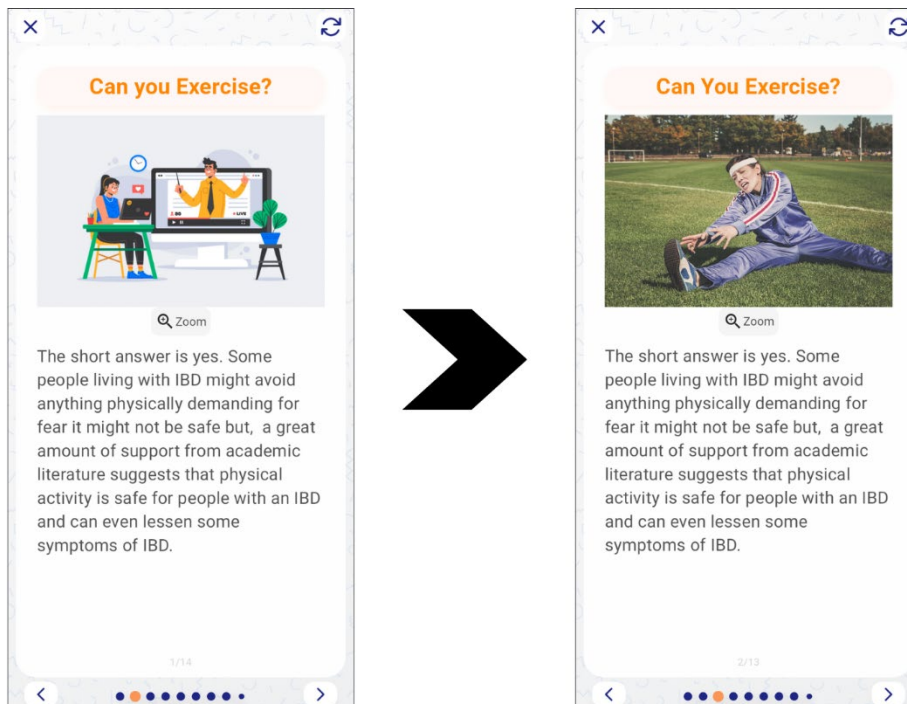 Can you Exercise?
LIVE
Zoom
The short answer is yes. Some
people living with IBD might avoid
anything physically demanding for
fear it might not be safe but,  a great
amount of support from academic
literature suggests that physical
activity is safe for people with an IBD
and can even lessen some
symptoms of IBD.
1/14
Can You Exercise?
Zoom
The short answer is yes. Some
people living with IBD might avoid
anything physically demanding for
fear it might not be safe but,  a great
amount of support from academic
literature suggests that physical
activity is safe for people with an IBD
and can even lessen some
symptoms of IBD.
2/13